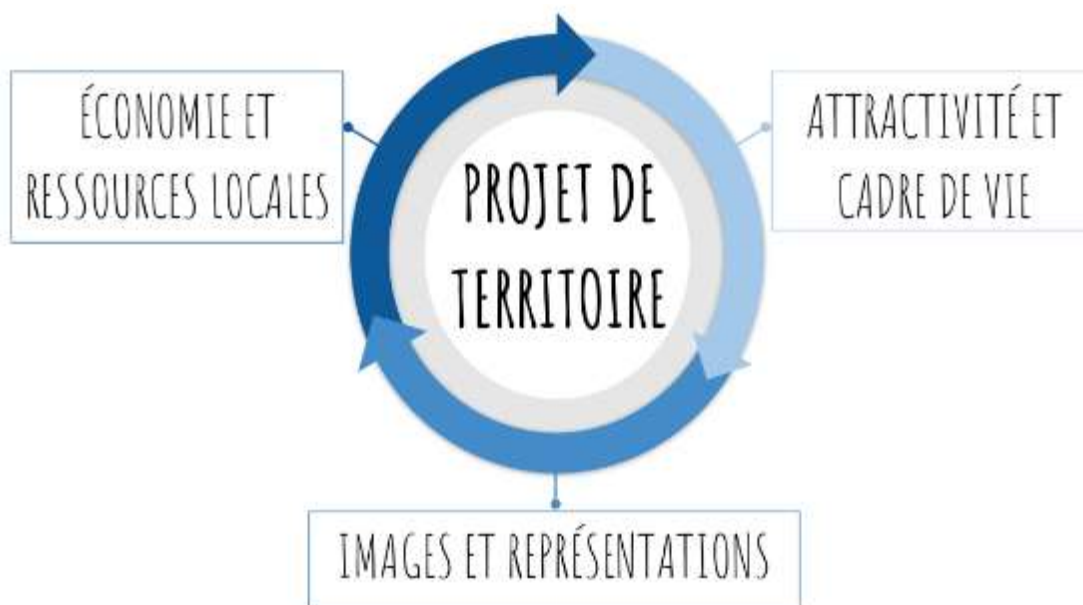 ÉCONOMIE ET
RESSOURCES LOCALES
PROJET DE
TERRITOIRE
ATTRACTIVITÉ ET
CADRE DE VIE
IMAGES ET REPRÉSENTATIONS